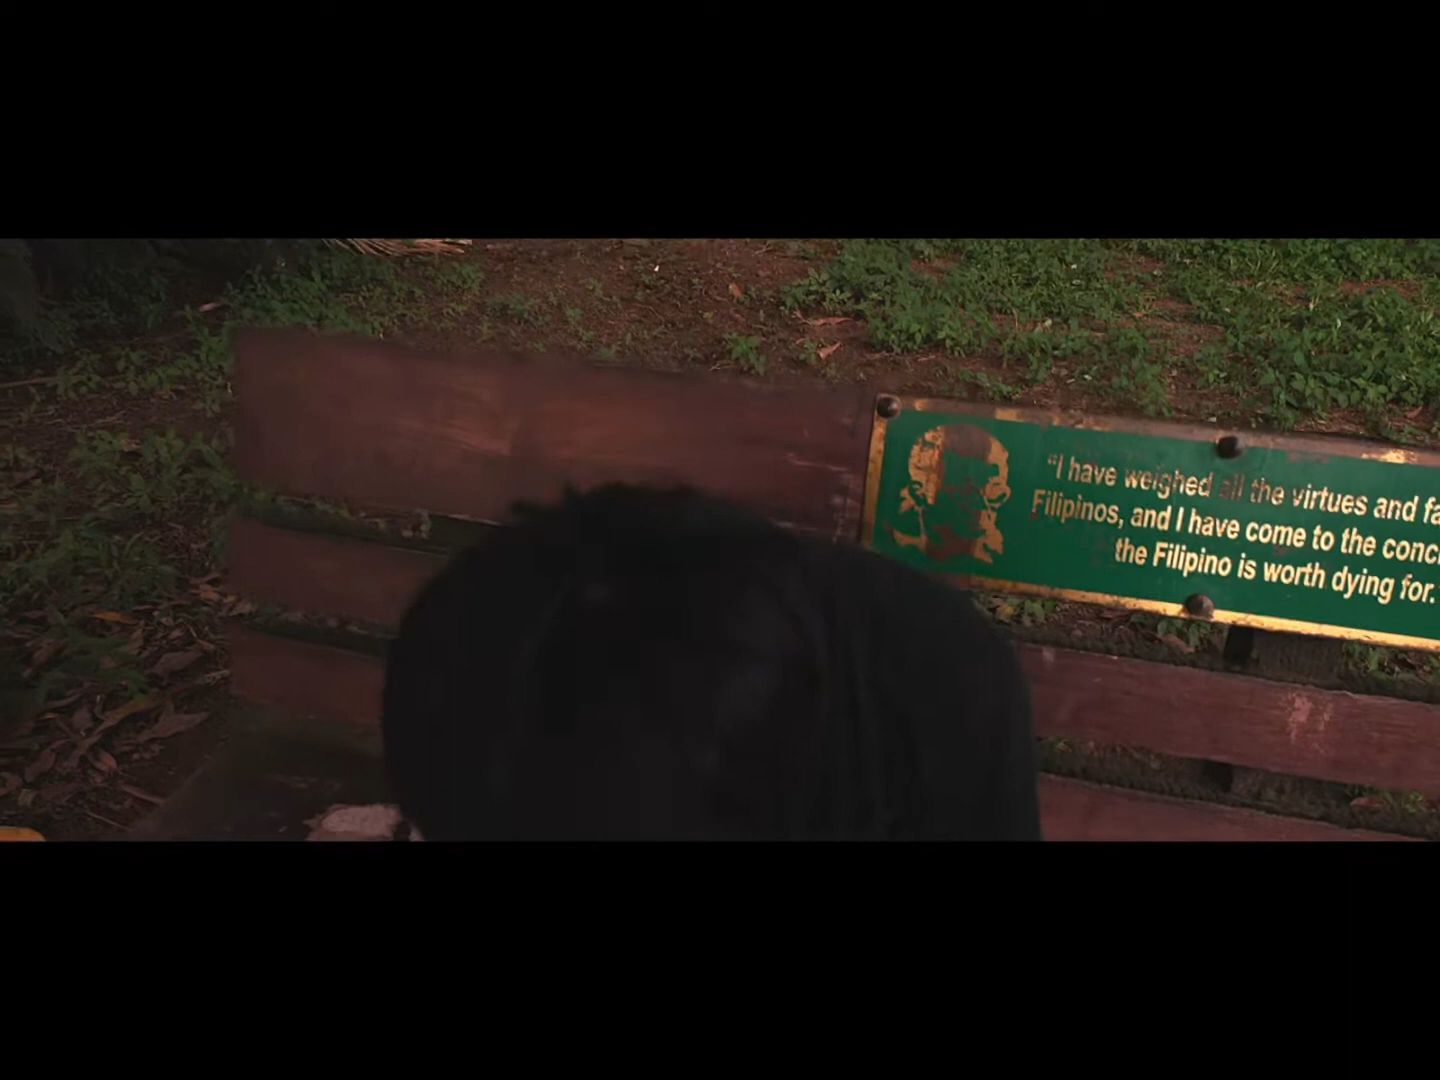 "I have weighed all the virtues and fa
Filipinos, and I have come to the conc
the Filipino is worth dying for.